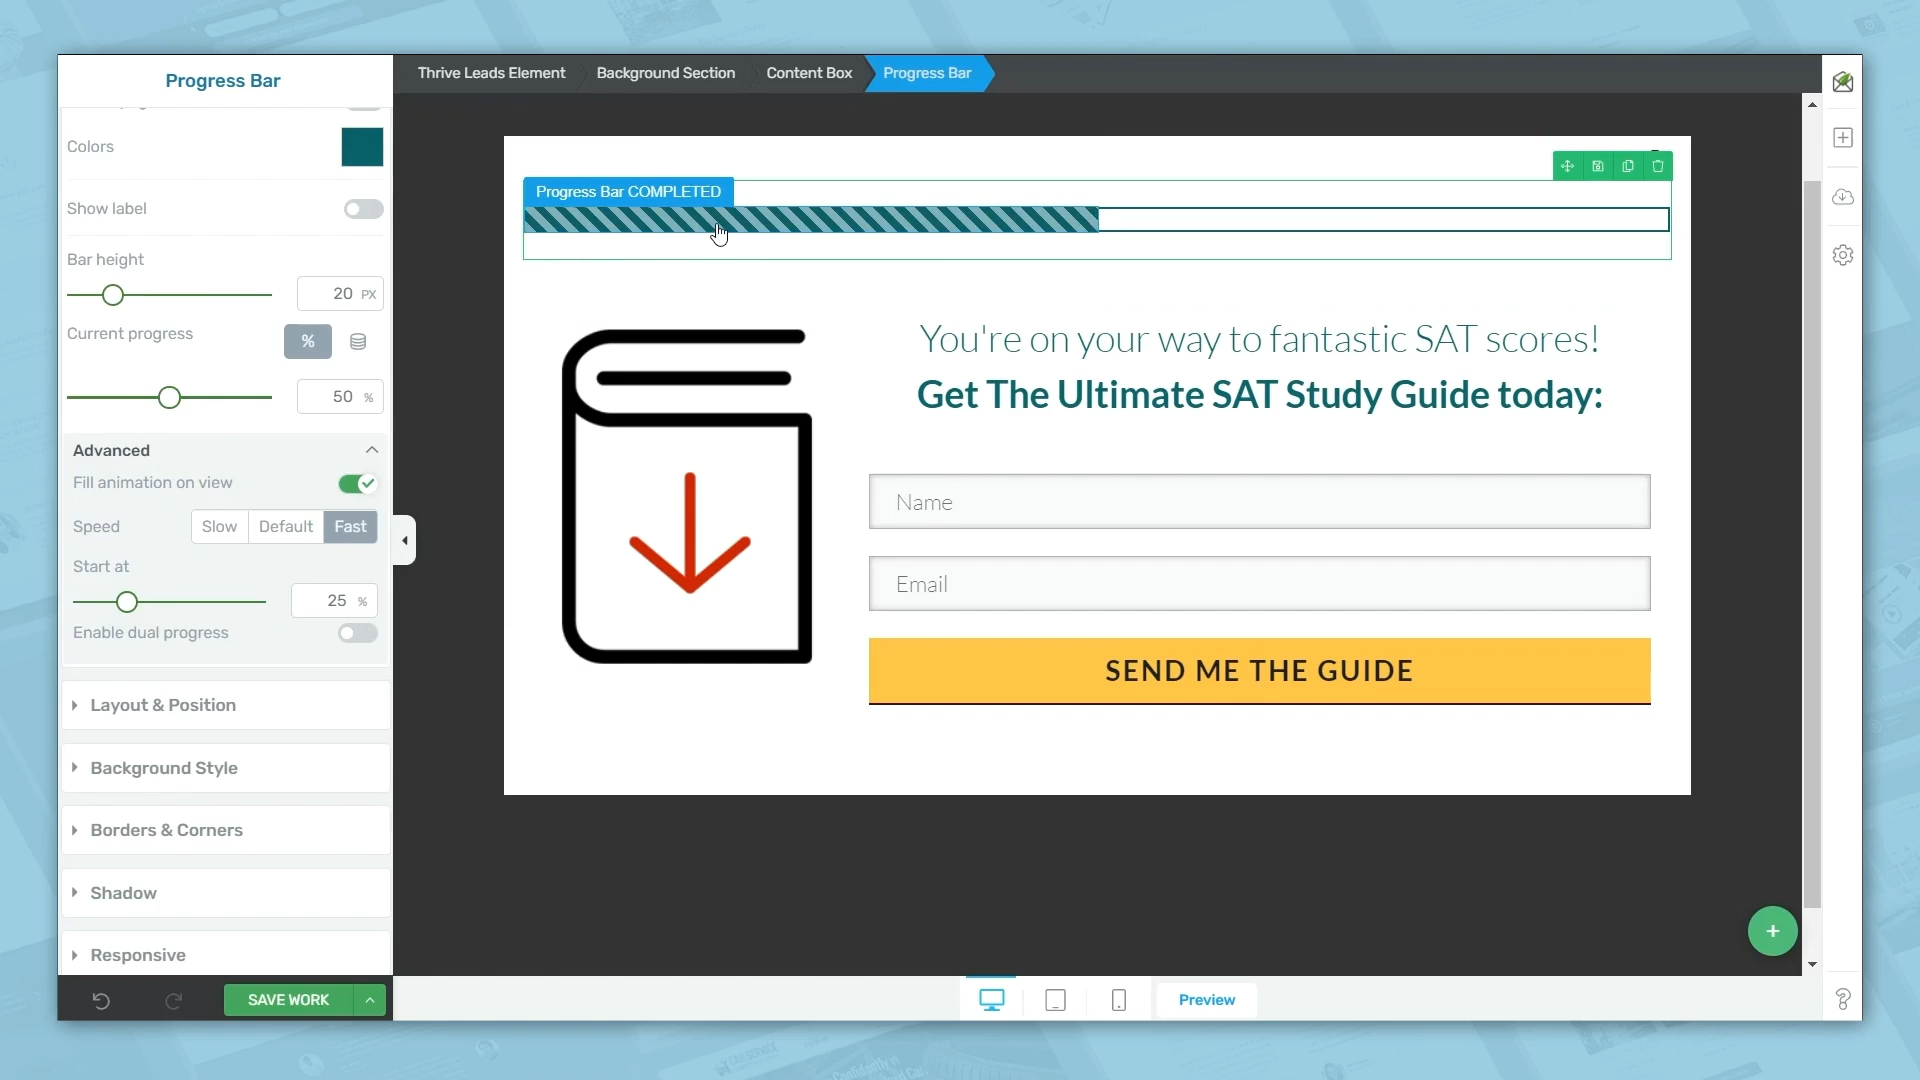 Progress Bar
Thrive Leads Element
Background Section
Content Box
Progress Bar
Colors
Show label
Bar height
20 PX
Current progress
%
50 %
Advanced
Fill animation on view
Speed
Slow
Default
Fast
Start at
25 %
Enable dual progress
Layout & Position
Background Style
Borders & Corners
Shadow
Responsive
SAVE WORK
Progress Bar COMPLETED
You're on your way to fantastic SAT scores!
Get The Ultimate SAT Study Guide today:
Name
Email
SEND ME THE GUIDE
+
Preview
?